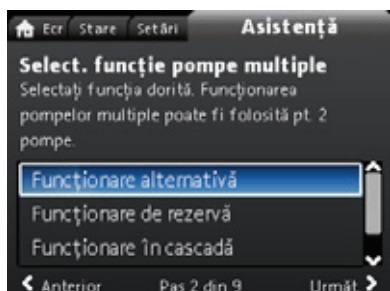 Ecr Stare Setări Asistență
Select. funcție pompe multiple
Selectați funcția dorită. Funcționarea
pompelor multiple poate fi folosită pt. 2
pompe.
Funcționare alternativă
Funcționare de rezervă
Funcționare în cascadă
Anterior Pas 2 din 9 Următ